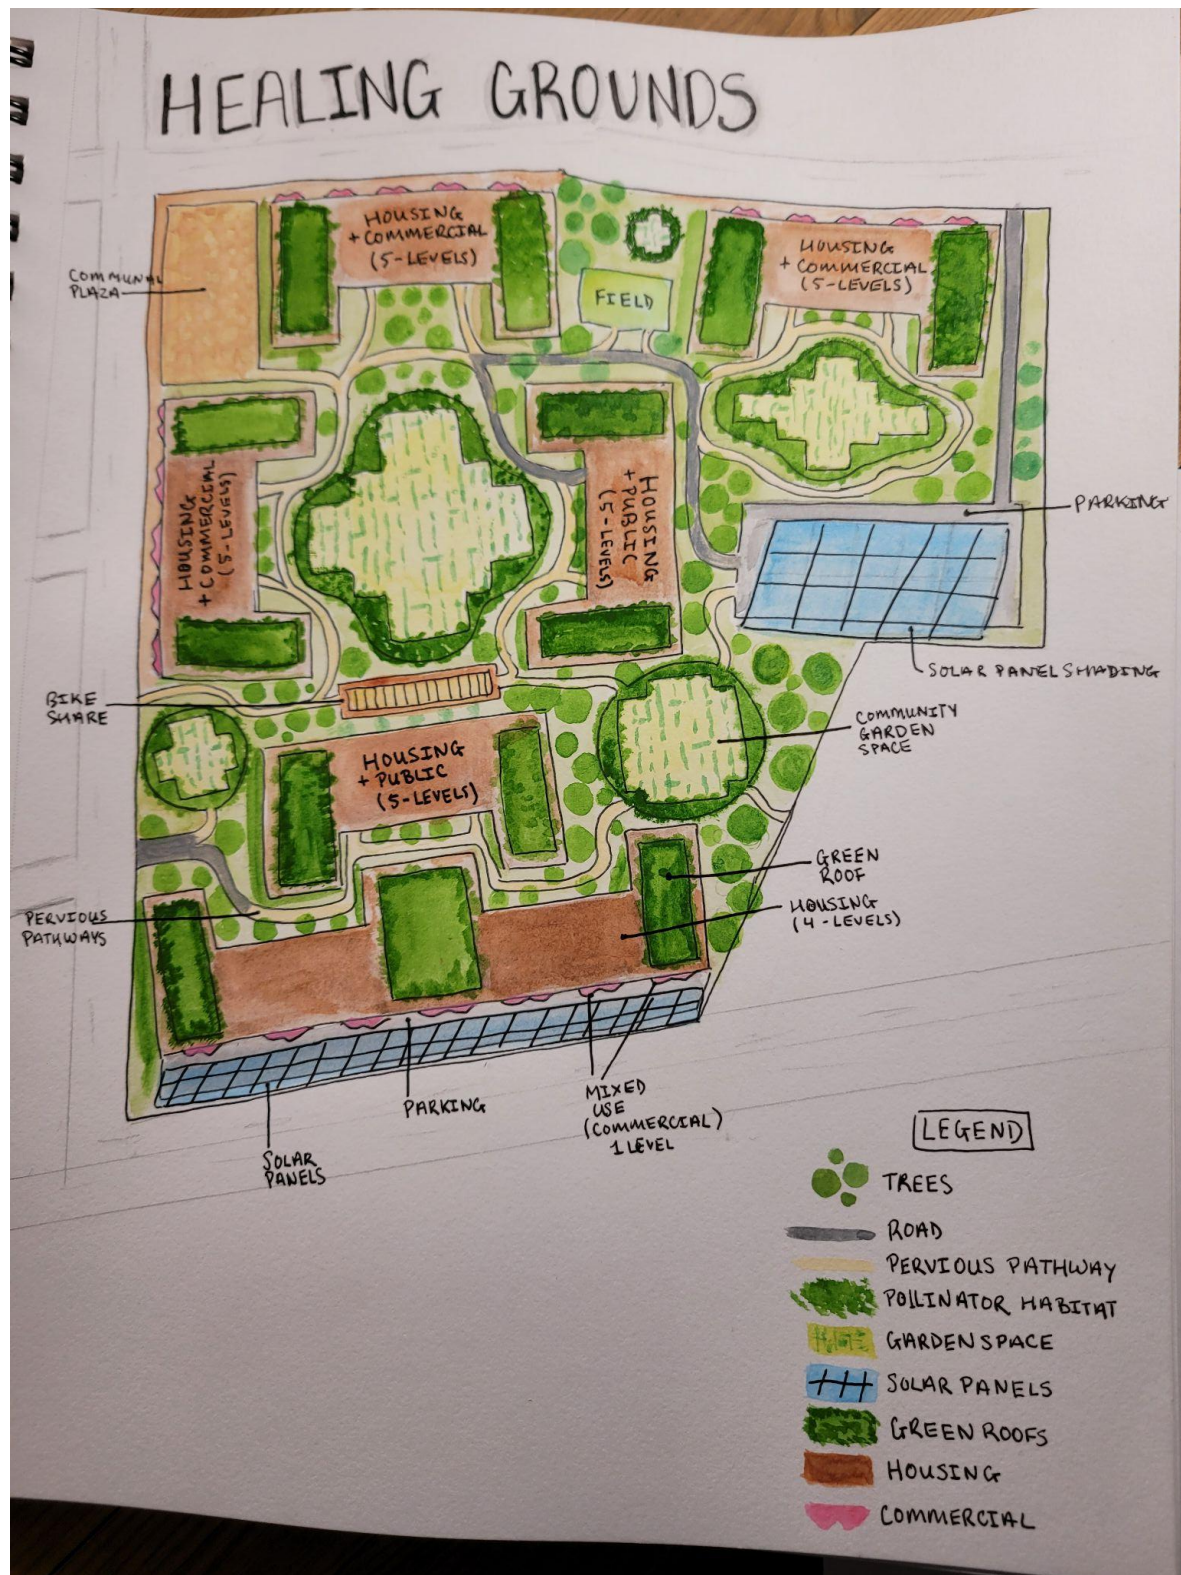 HEALING GROUNDS
COMMUNAL
PLAZA
HOUSING
+ COMMERCIAL
(5-LEVELS)
FIELD
HOUSING
+ COMMERCIAL
(5-LEVELS)
HOUSING
+ COMMERCIAL
(5-LEVELS)
HOUSING
+ PUBLIC
(5-LEVELS)
PARKING
SOLAR PANEL SHADING
BIKE
SHARE
COMMUNITY
GARDEN
SPACE
HOUSING
+ PUBLIC
(5-LEVELS)
GREEN
ROOF
HOUSING
(4-LEVELS)
PERVIOUS
PATHWAYS
PARKING
MIXED
USE
(COMMERCIAL)
1 LEVEL
SOLAR
PANELS
LEGEND
TREES
ROAD
PERVIOUS PATHWAY
POLLINATOR HABITAT
GARDEN SPACE
SOLAR PANELS
GREEN ROOFS
HOUSING
COMMERCIAL